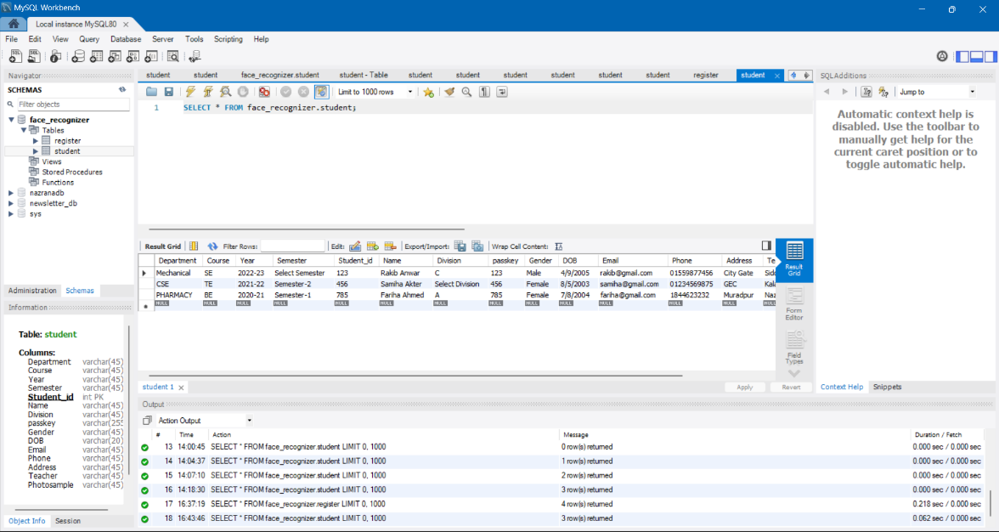 MySQL Workbench
Local instance MySQL80
File Edit View Query Database Server Tools Scripting Help
Navigator
SCHEMAS
Filter objects
face_recognizer
Tables
register
student
Views
Stored Procedures
Functions
nazranadb
newsletter_db
sys
Administration Schemas
Information
Table: student
Columns:
Department varchar(45)
Course varchar(45)
Year varchar(45)
Semester varchar(45)
Student_id int PK
Name varchar(45)
Division varchar(45)
passkey varchar(255
Gender varchar(45)
DOB varchar(20)
Email varchar(45)
Phone varchar(45)
Address varchar(45)
Teacher varchar(45)
Photosample varchar(45)
Object Info Session
student student face_recognizer.student student - Table student student student student register student
Limit to 1000 rows
1 SELECT * FROM face_recognizer.student;
Result Grid Filter Rows: Edit: Export/Import: Wrap Cell Content:
Department Course Year Semester Student_id Name Division passkey Gender DOB Email Phone Address Te
Mechanical SE 2022-23 Select Semester 123 Rakib Anwar C 123 Male 4/9/2005 rakib@gmail.com 01559877456 City Gate Sid
CSE TE 2021-22 Semester-2 456 Samiha Akter Select Division 456 Female 8/5/2003 samiha@gmail.com 01234569875 GEC Kal
PHARMACY BE 2020-21 Semester-1 785 Fariha Ahmed A 785 Female 7/8/2004 fariha@gmail.com 1844623232 Muradpur Naz
NULL NULL NULL NULL NULL NULL NULL NULL NULL NULL NULL NULL NULL NULL
Result Grid
Form Editor
Field Types
student 1 Apply Revert
SQLAdditions
Jump to
Automatic context help is
disabled. Use the toolbar to
manually get help for the
current caret position or to
toggle automatic help.
Context Help Snippets
Output
Action Output
# Time Action Message Duration / Fetch
13 14:00:45 SELECT * FROM face_recognizer.student LIMIT 0, 1000 0 row(s) returned 0.000 sec / 0.000 sec
14 14:04:37 SELECT * FROM face_recognizer.student LIMIT 0, 1000 1 row(s) returned 0.000 sec / 0.000 sec
15 14:07:10 SELECT * FROM face_recognizer.student LIMIT 0, 1000 2 row(s) returned 0.000 sec / 0.000 sec
16 14:18:30 SELECT * FROM face_recognizer.student LIMIT 0, 1000 3 row(s) returned 0.000 sec / 0.000 sec
17 16:37:19 SELECT * FROM face_recognizer.register LIMIT 0, 1000 4 row(s) returned 0.218 sec / 0.000 sec
18 16:43:46 SELECT * FROM face_recognizer.student LIMIT 0, 1000 3 row(s) returned 0.062 sec / 0.000 sec